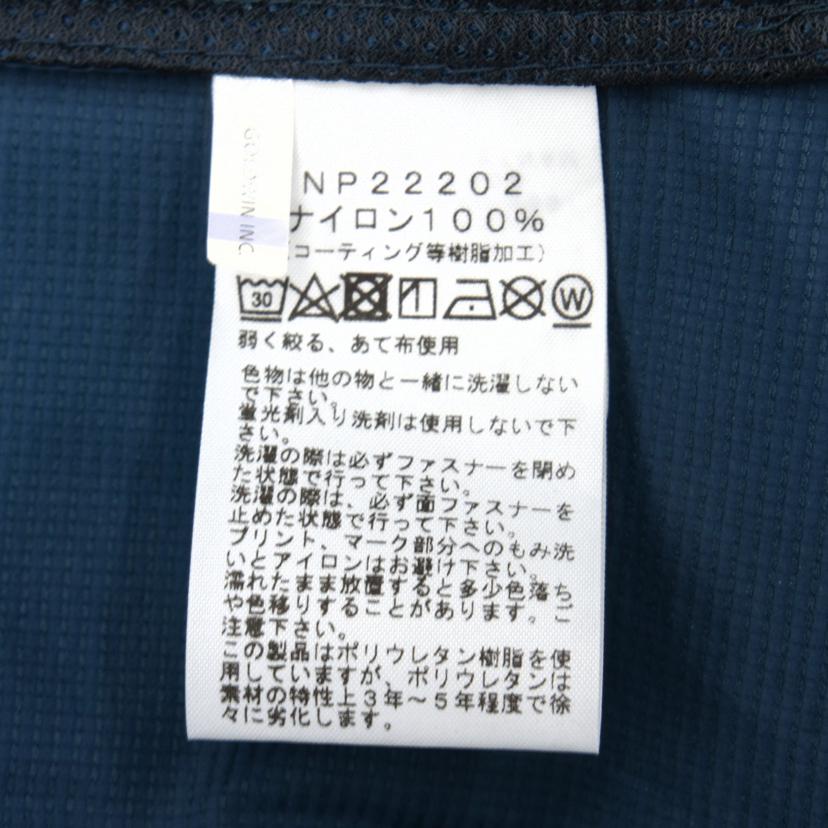 GOLDWIN INC.
NP22202
ナイロン100%
(コーティング等樹脂加工)
30
W
弱く絞る、あて布使用
色物は他の物と一緒に洗濯しない
で下さい。
蛍光剤入り洗剤は使用しないで下
さい。
洗濯の際は必ずファスナーを閉め
た状態で行って下さい。
洗濯の際は、必ず面ファスナーを
止めた状態で行って下さい。
プリント、マーク部分へのもみ洗
いとアイロンはお避け下さい。
濡れたまま放置すると多少色落ち
や色移りすることがあります。ご
注意下さい。
この製品はポリウレタン樹脂を使
用していますが、ポリウレタンは
素材の特性上3年～5年程度で徐
々に劣化します。